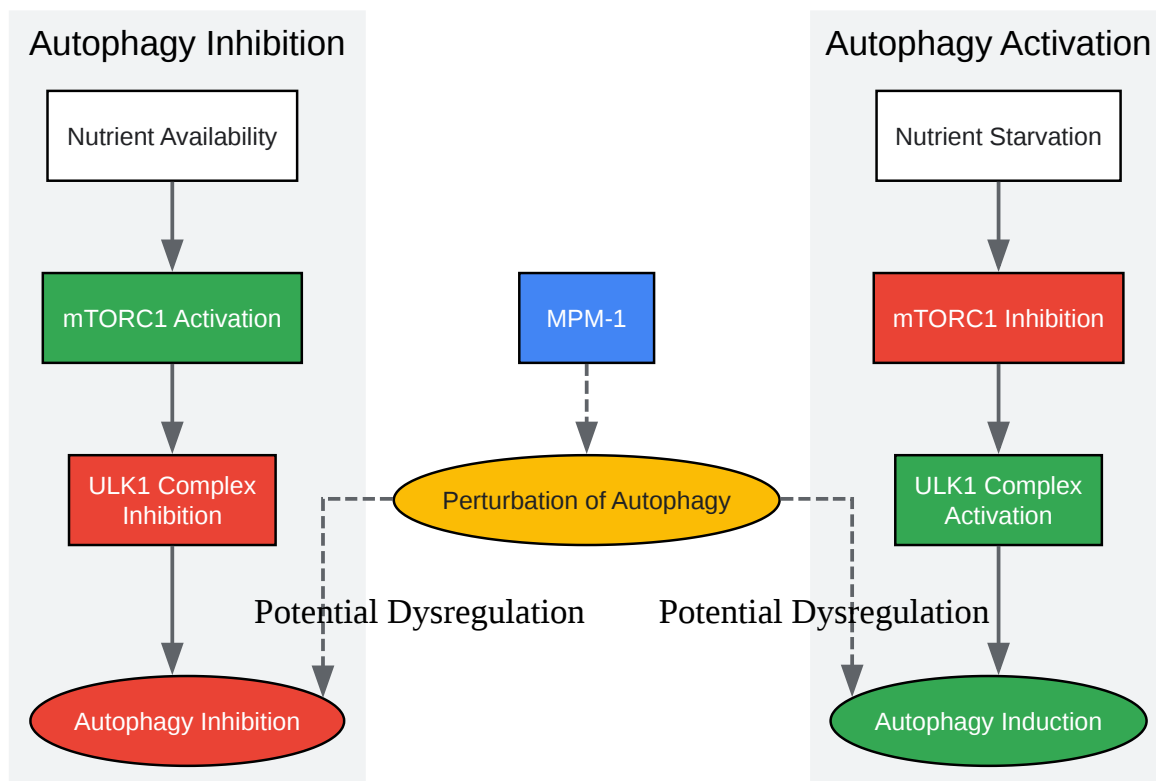 Autophagy Inhibition
Autophagy Activation
Nutrient Availability
Nutrient Starvation
mTORC1 Activation
MPM-1
mTORC1 Inhibition
ULK1 Complex
Inhibition
Perturbation of Autophagy
ULK1 Complex
Activation
Potential Dysregulation
Potential Dysregulation
Autophagy Inhibition
Autophagy Induction